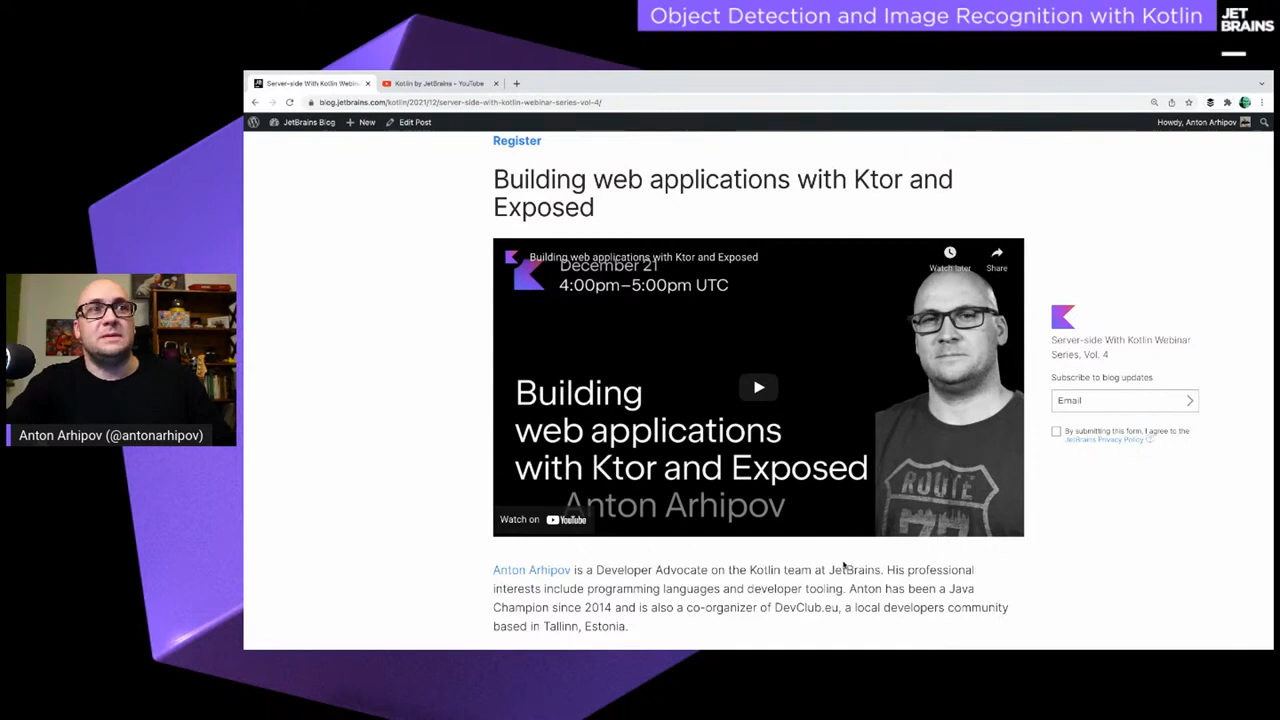 Object Detection and Image Recognition with Kotlin
JET
BRAINS
Server-side With Kotlin Webin
Kotlin by JetBrains - YouTube
blog.jetbrains.com/kotlin/2021/12/server-side-with-kotlin-webinar-series-vol-4/
JetBrains Blog
New
Edit Post
Howdy, Anton Arhipov
Register
Building web applications with Ktor and
Exposed
Building web applications with Ktor and Exposed
Watch later
Share
December 21
4:00pm–5:00pm UTC
Building
web applications
with Ktor and Exposed
Anton Arhipov
ROUTE
77
Watch on YouTube
Server-side With Kotlin Webinar
Series, Vol. 4
Subscribe to blog updates
Email
By submitting this form, I agree to the
JetBrains Privacy Policy
Anton Arhipov (@antonarhipov)
Anton Arhipov is a Developer Advocate on the Kotlin team at JetBrains. His professional
interests include programming languages and developer tooling. Anton has been a Java
Champion since 2014 and is also a co-organizer of DevClub.eu, a local developers community
based in Tallinn, Estonia.